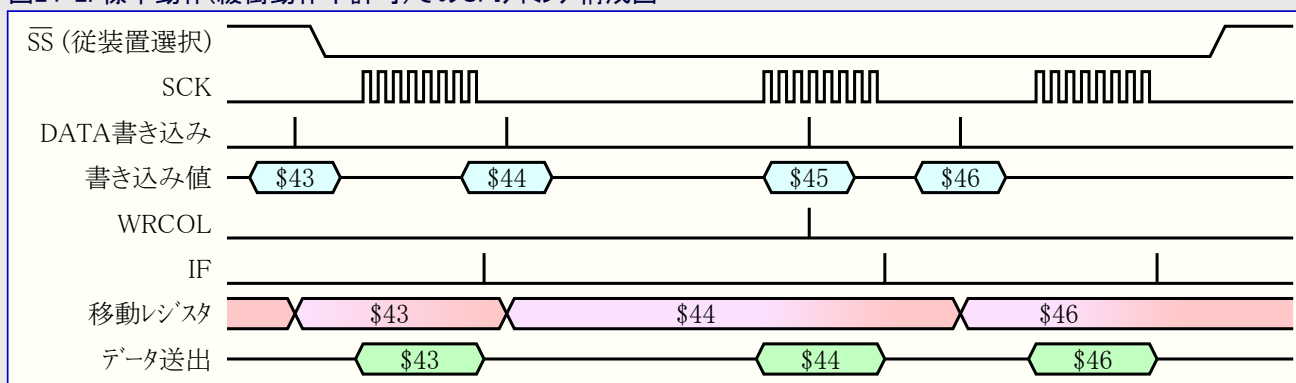 SS (従装置選択)
SCK
DATA書き込み
書き込み値 $43 $44 $45 $46
WRCOL
IF
移動レジスタ $43 $44 $46
データ送出 $43 $44 $46